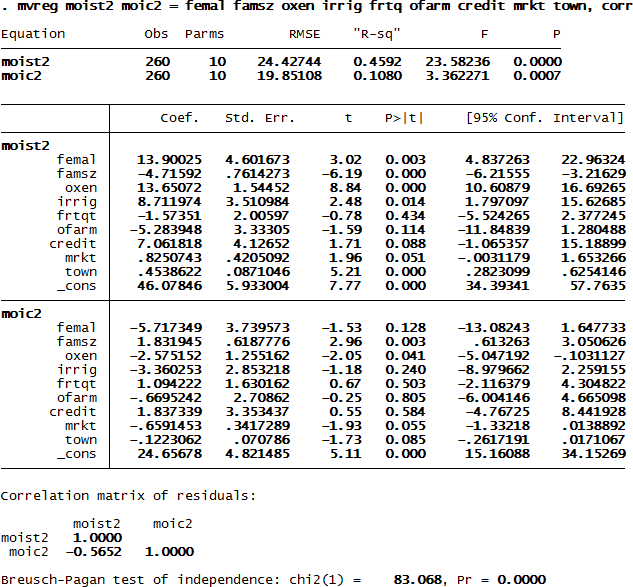 . mvreg moist2 moic2 = femal famsz oxen irrig frtq ofarm credit mrkt town, corr
Equation Obs Parms RMSE "R-sq" F P
moist2 260 10 24.42744 0.4592 23.58236 0.0000
moic2 260 10 19.85108 0.1080 3.362271 0.0007
Coef. Std. Err. t P>|t| [95% Conf. Interval]
moist2
femal 13.90025 4.601673 3.02 0.003 4.837263 22.96324
famsz -4.71592 .7614273 -6.19 0.000 -6.21555 -3.21629
oxen 13.65072 1.54452 8.84 0.000 10.60879 16.69265
irrig 8.711974 3.510984 2.48 0.014 1.797097 15.62685
frtqt -1.57351 2.00597 -0.78 0.434 -5.524265 2.377245
ofarm -5.283948 3.33305 -1.59 0.114 -11.84839 1.280488
credit 7.061818 4.12652 1.71 0.088 -1.065357 15.18899
mrkt .8250743 .4205092 1.96 0.051 -.0031179 1.653266
town .4538622 .0871046 5.21 0.000 .2823099 .6254146
_cons 46.07846 5.933004 7.77 0.000 34.39341 57.7635
moic2
femal -5.717349 3.739573 -1.53 0.128 -13.08243 1.647733
famsz 1.831945 .6187776 2.96 0.003 .613263 3.050626
oxen -2.575152 1.255162 -2.05 0.041 -5.047192 -.1031127
irrig -3.360253 2.853218 -1.18 0.240 -8.979662 2.259155
frtqt 1.094222 1.630162 0.67 0.503 -2.116379 4.304822
ofarm -.6695242 2.70862 -0.25 0.805 -6.004146 4.665098
credit 1.837339 3.353437 0.55 0.584 -4.76725 8.441928
mrkt -.6591453 .3417289 -1.93 0.055 -1.33218 .0138892
town -.1223062 .070786 -1.73 0.085 -.2617191 .0171067
_cons 24.65678 4.821485 5.11 0.000 15.16088 34.15269
Correlation matrix of residuals:
moist2 moic2
moist2 1.0000
moic2 -0.5652 1.0000
Breusch-Pagan test of independence: chi2(1) = 83.068, Pr = 0.0000